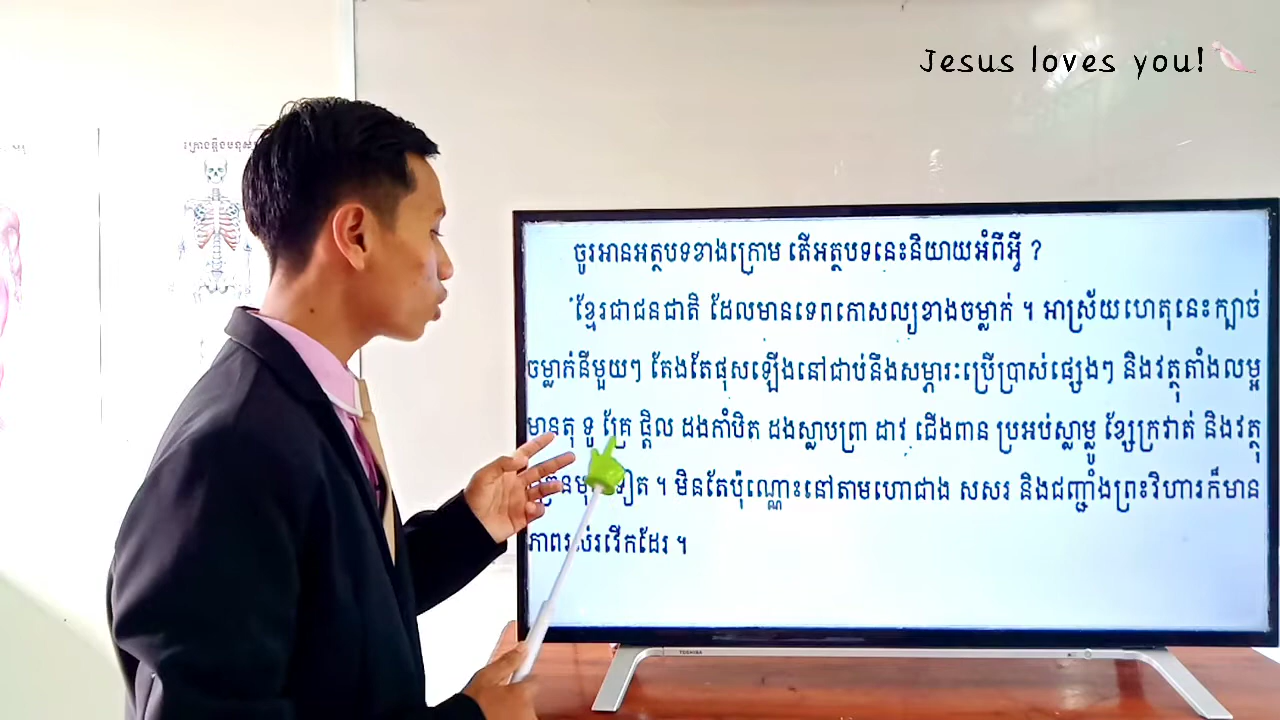 Jesus loves you!
គ្រោងឆ្អឹងមនុស្ស
ចូរអានអត្ថបទខាងក្រោម តើអត្ថបទនេះនិយាយអំពីអ្វី ?
ខ្មែរជាជនជាតិ ដែលមានទេពកោសល្យខាងចម្លាក់ ។ អាស្រ័យហេតុនេះក្បាច់
ចម្លាក់នីមួយៗ តែងតែផុសឡើងនៅជាប់នឹងសម្ភារៈប្រើប្រាស់ផ្សេងៗ និងវត្ថុតាំងលម្អ
មានតុ ទូ គ្រែ ផ្តិល ដងកាំបិត ដងស្លាបព្រា ដាវ ជើងពាន ប្រអប់ស្លាម្លូ ខ្សែក្រវាត់ និងវត្ថុ
ទៀត ។ មិនតែប៉ុណ្ណោះនៅតាមហោជាង សសរ និងជញ្ជាំងព្រះវិហារក៏មាន
ភាពរស់រវើកដែរ ។
TOSHIBA